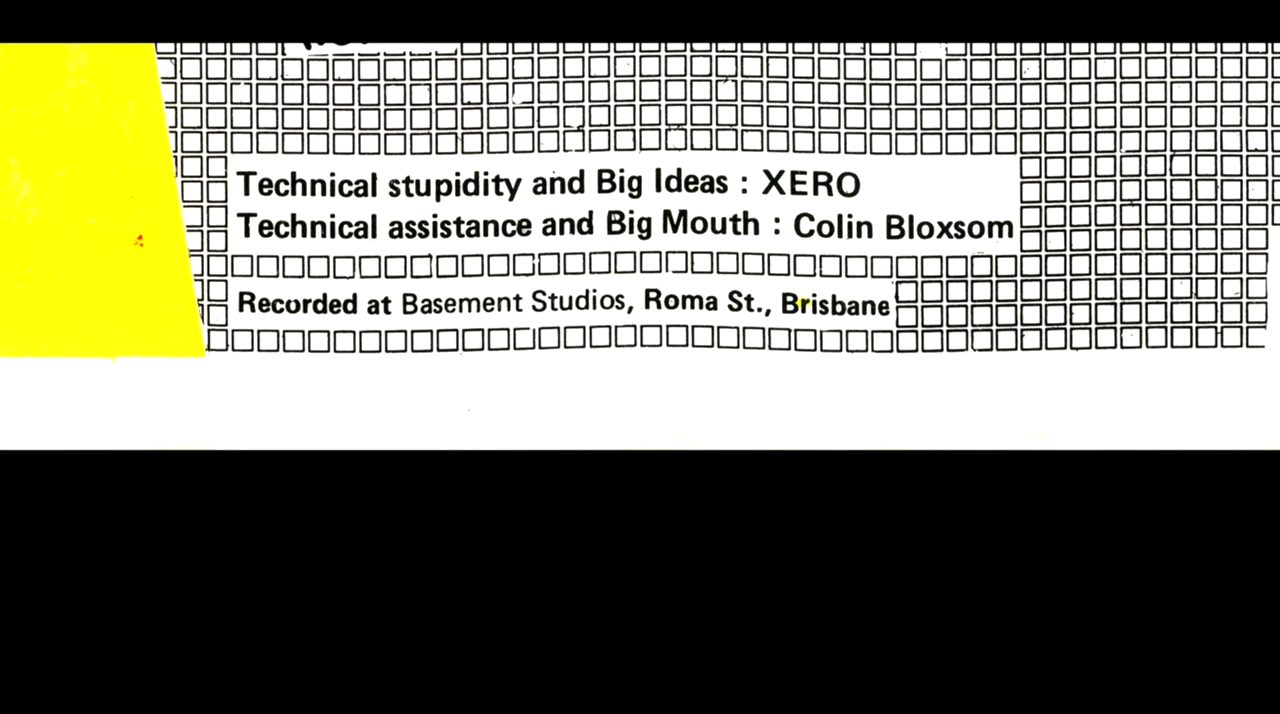 Technical stupidity and Big Ideas : XERO
Technical assistance and Big Mouth : Colin Bloxsom
Recorded at Basement Studios, Roma St., Brisbane